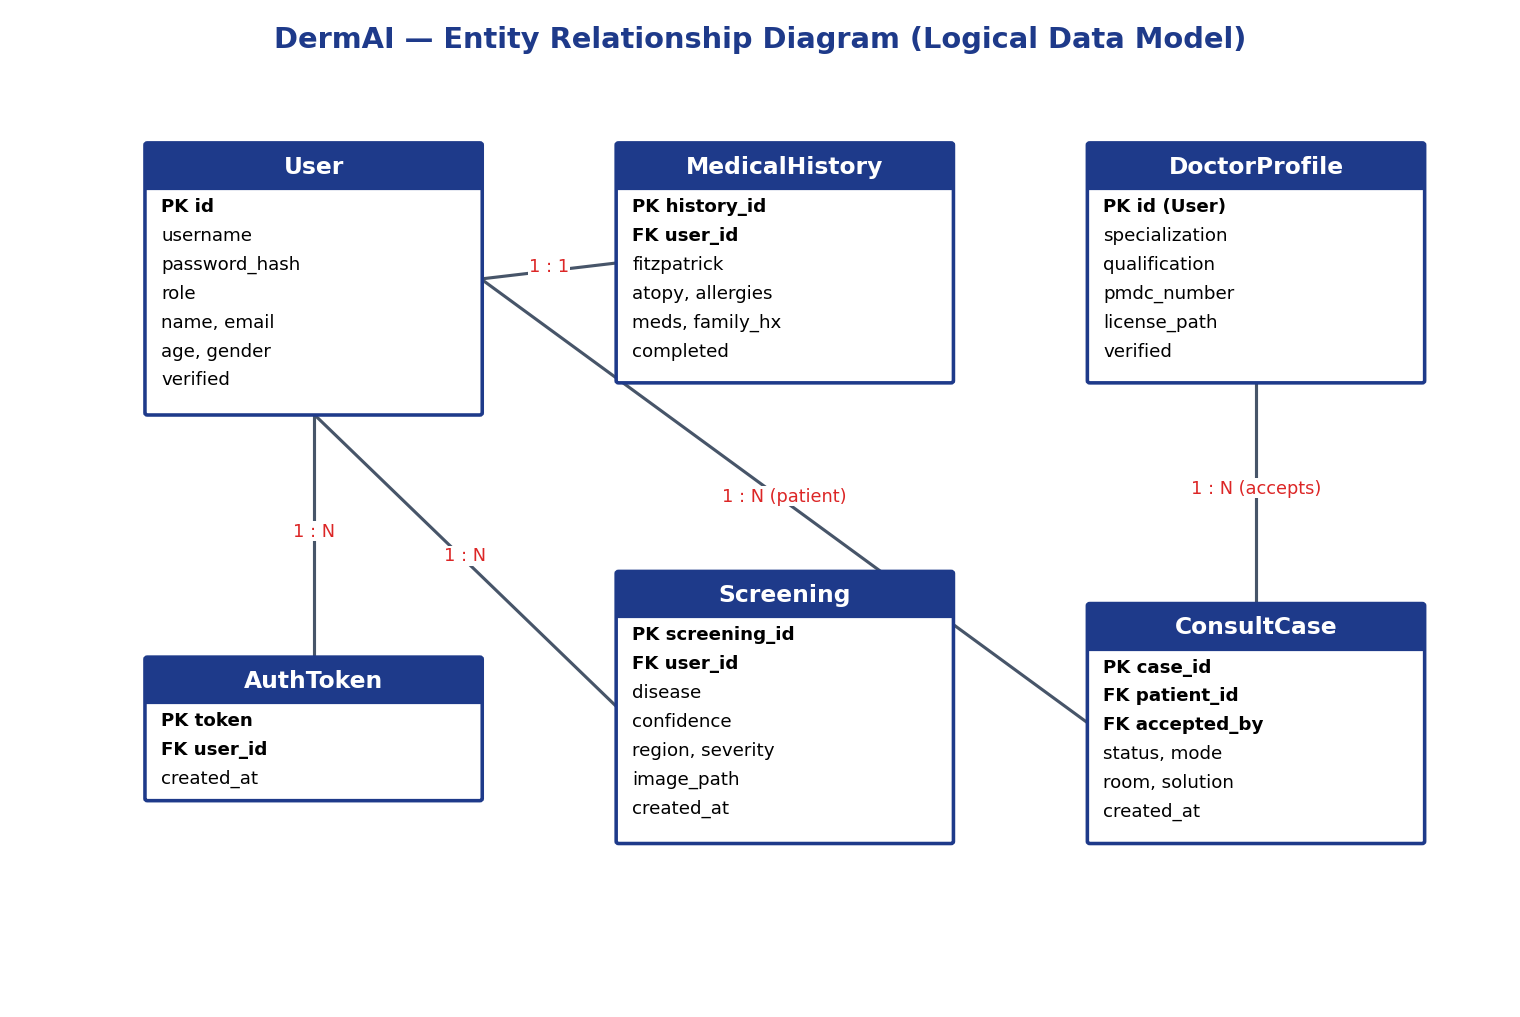 DermAI — Entity Relationship Diagram (Logical Data Model)
User
PK id
username
password_hash
role
name, email
age, gender
verified
MedicalHistory
PK history_id
FK user_id
fitzpatrick
atopy, allergies
meds, family_hx
completed
DoctorProfile
PK id (User)
specialization
qualification
pmdc_number
license_path
verified
1 : 1
1 : N (patient)
1 : N (accepts)
1 : N
1 : N
AuthToken
PK token
FK user_id
created_at
Screening
PK screening_id
FK user_id
disease
confidence
region, severity
image_path
created_at
ConsultCase
PK case_id
FK patient_id
FK accepted_by
status, mode
room, solution
created_at